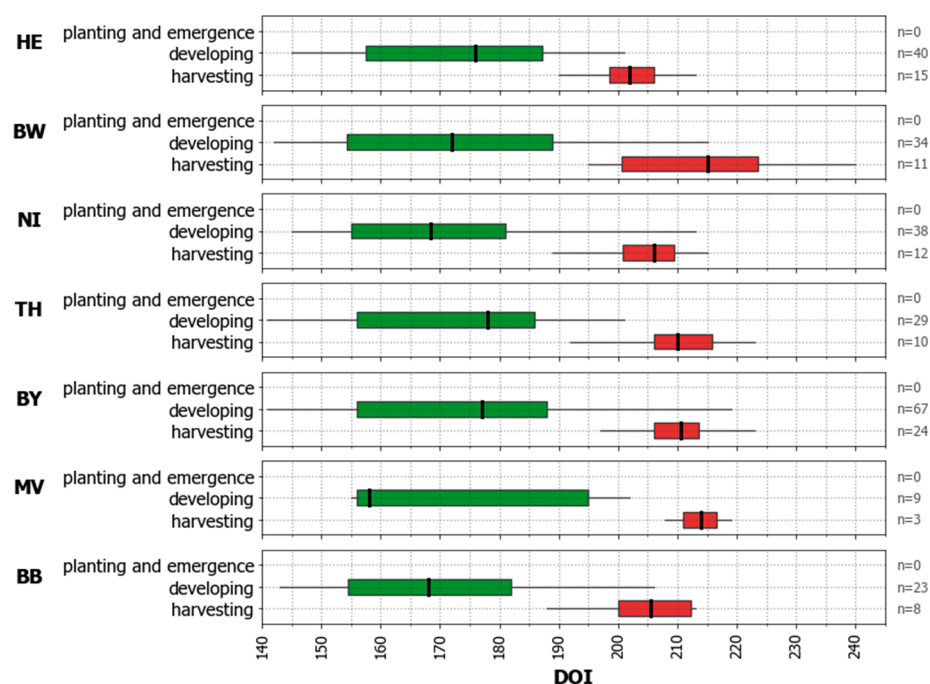 planting and emergence n=0
HE developing n=40
harvesting n=15
planting and emergence n=0
BW developing n=34
harvesting n=11
planting and emergence n=0
NI developing n=38
harvesting n=12
planting and emergence n=0
TH developing n=29
harvesting n=10
planting and emergence n=0
BY developing n=67
harvesting n=24
planting and emergence n=0
MV developing n=9
harvesting n=3
planting and emergence n=0
BB developing n=23
harvesting n=8
140 150 160 170 180 190 200 210 220 230 240
DOI